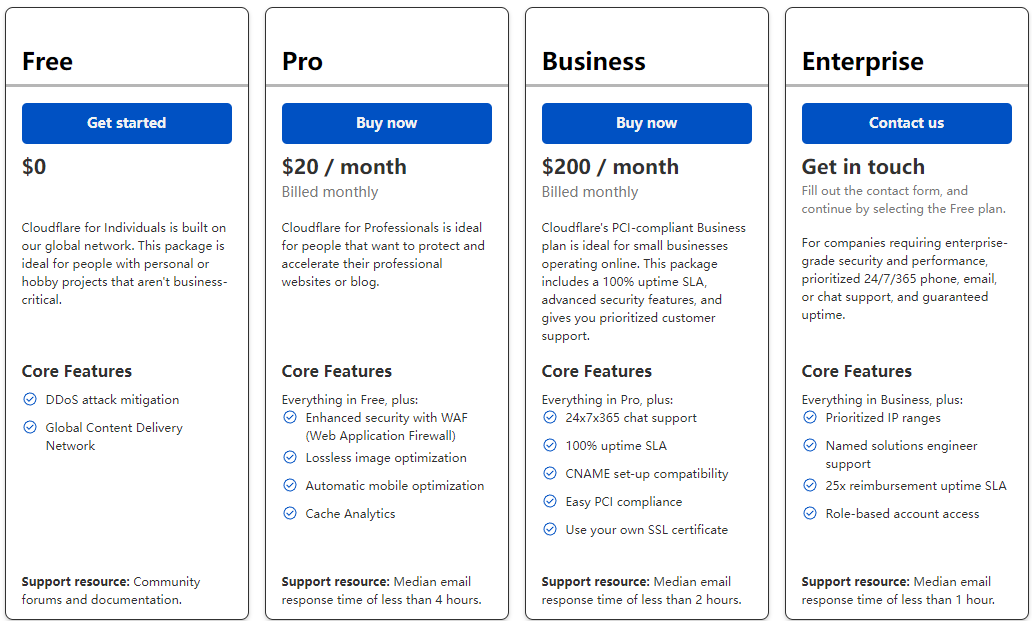 Free
Get started
$0
Cloudflare for Individuals is built on
our global network. This package is
ideal for people with personal or
hobby projects that aren't business-
critical.
Core Features
DDoS attack mitigation
Global Content Delivery
Network
Support resource: Community
forums and documentation.
Pro
Buy now
$20 / month
Billed monthly
Cloudflare for Professionals is ideal
for people that want to protect and
accelerate their professional
websites or blog.
Core Features
Everything in Free, plus:
Enhanced security with WAF
(Web Application Firewall)
Lossless image optimization
Automatic mobile optimization
Cache Analytics
Support resource: Median email
response time of less than 4 hours.
Business
Buy now
$200 / month
Billed monthly
Cloudflare's PCI-compliant Business
plan is ideal for small businesses
operating online. This package
includes a 100% uptime SLA,
advanced security features, and
gives you prioritized customer
support.
Core Features
Everything in Pro, plus:
24x7x365 chat support
100% uptime SLA
CNAME set-up compatibility
Easy PCI compliance
Use your own SSL certificate
Support resource: Median email
response time of less than 2 hours.
Enterprise
Contact us
Get in touch
Fill out the contact form, and
continue by selecting the Free plan.
For companies requiring enterprise-
grade security and performance,
prioritized 24/7/365 phone, email,
or chat support, and guaranteed
uptime.
Core Features
Everything in Business, plus:
Prioritized IP ranges
Named solutions engineer
support
25x reimbursement uptime SLA
Role-based account access
Support resource: Median email
response time of less than 1 hour.